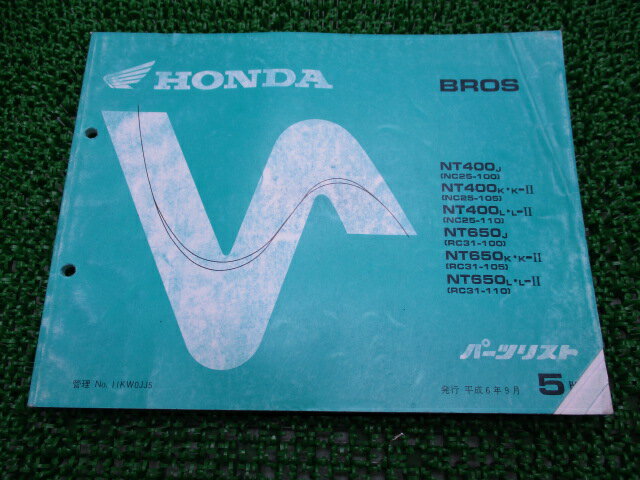 HONDA
BROS
NT400J
(NC25-100)
NT400K・K-II
(NC25-105)
NT400L・L-II
(NC25-110)
NT650J
(RC31-100)
NT650K・K-II
(RC31-105)
NT650L・L-II
(RC31-110)
パーツリスト
管理 No. 11KW0JJ5
発行 平成6年9月 5